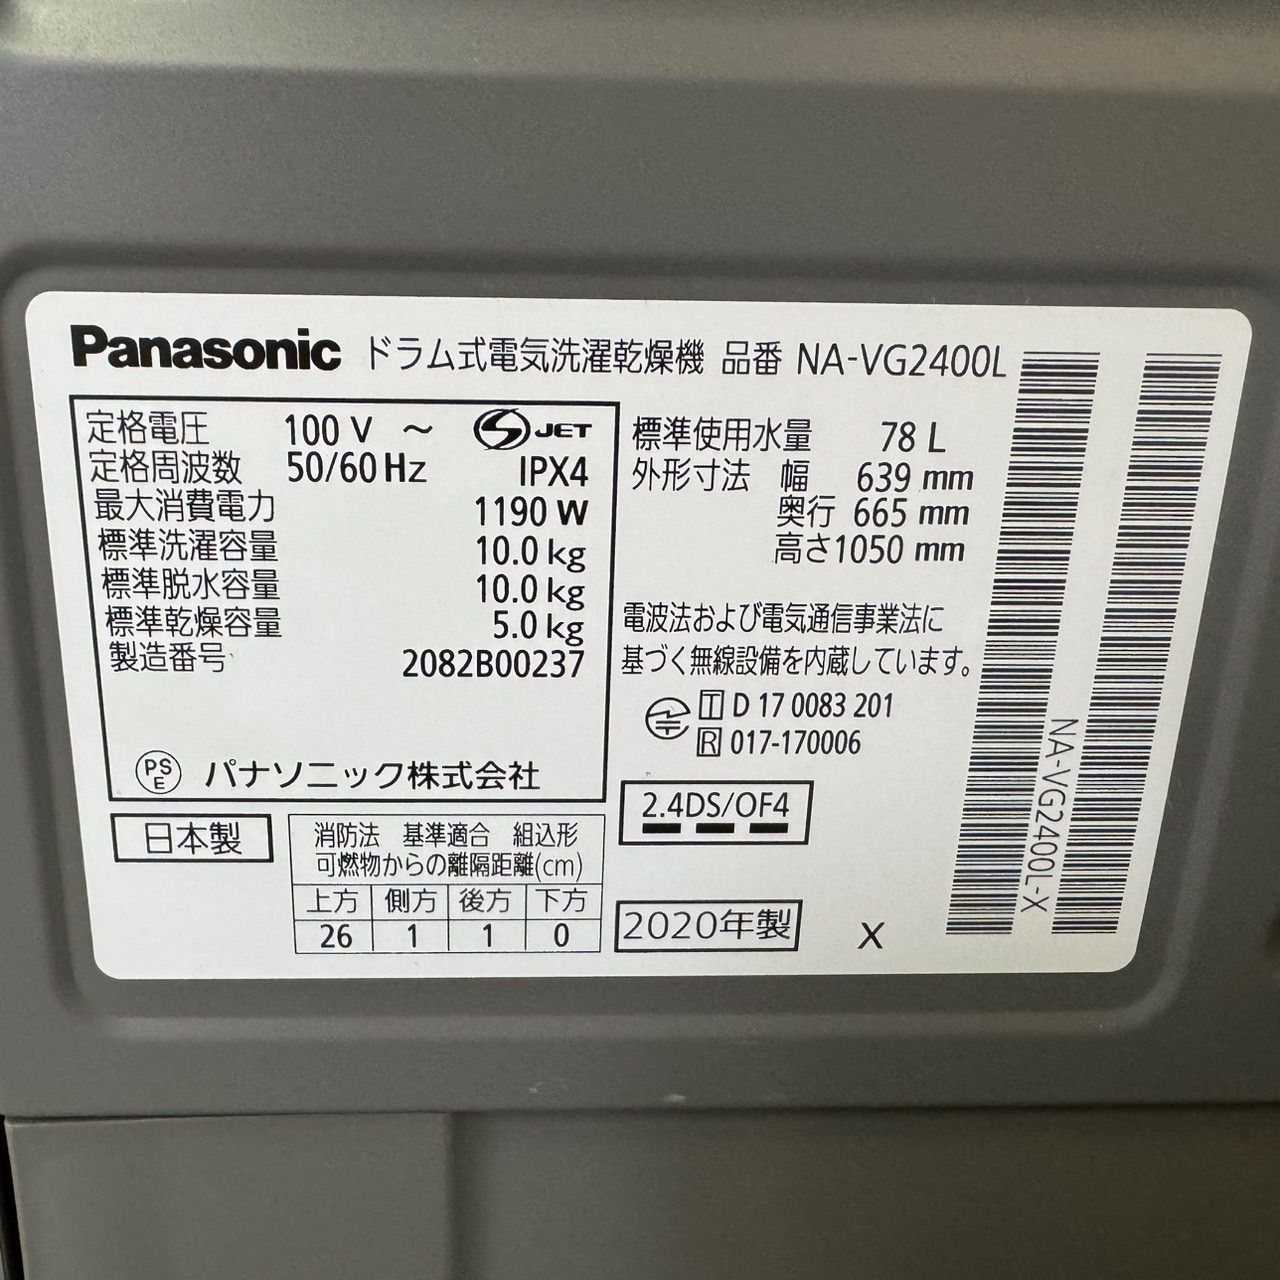 Panasonic ドラム式電気洗濯乾燥機 品番 NA-VG2400L
定格電圧 100 V ～ S JET
定格周波数 50/60 Hz IPX4
最大消費電力 1190 W
標準洗濯容量 10.0 kg
標準脱水容量 10.0 kg
標準乾燥容量 5.0 kg
製造番号 2082B00237
PS E パナソニック株式会社
標準使用水量 78 L
外形寸法 幅 639 mm
奥行 665 mm
高さ1050 mm
電波法および電気通信事業法に
基づく無線設備を内蔵しています。
T D 17 0083 201
R 017-170006
2.4DS/OF4
日本製
消防法 基準適合 組込形
可燃物からの離隔距離(cm)
上方 側方 後方 下方
26 1 1 0
2020年製
X
NA-VG2400L-X